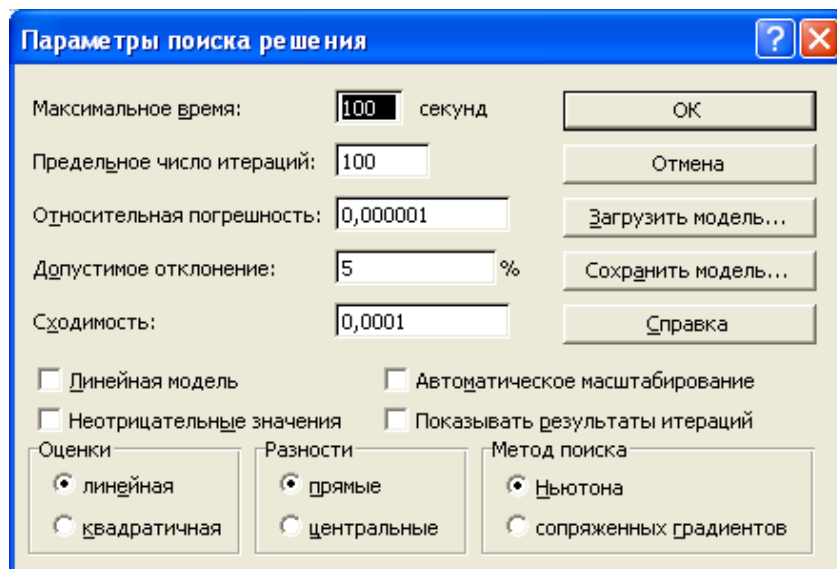 Параметры поиска решения
?
Максимальное время: 100 секунд
ОК
Предельное число итераций: 100
Отмена
Относительная погрешность: 0,000001
Загрузить модель...
Допустимое отклонение: 5 %
Сохранить модель...
Сходимость: 0,0001
Справка
Линейная модель
Автоматическое масштабирование
Неотрицательные значения
Показывать результаты итераций
Оценки
Разности
Метод поиска
линейная
прямые
Ньютона
квадратичная
центральные
сопряженных градиентов